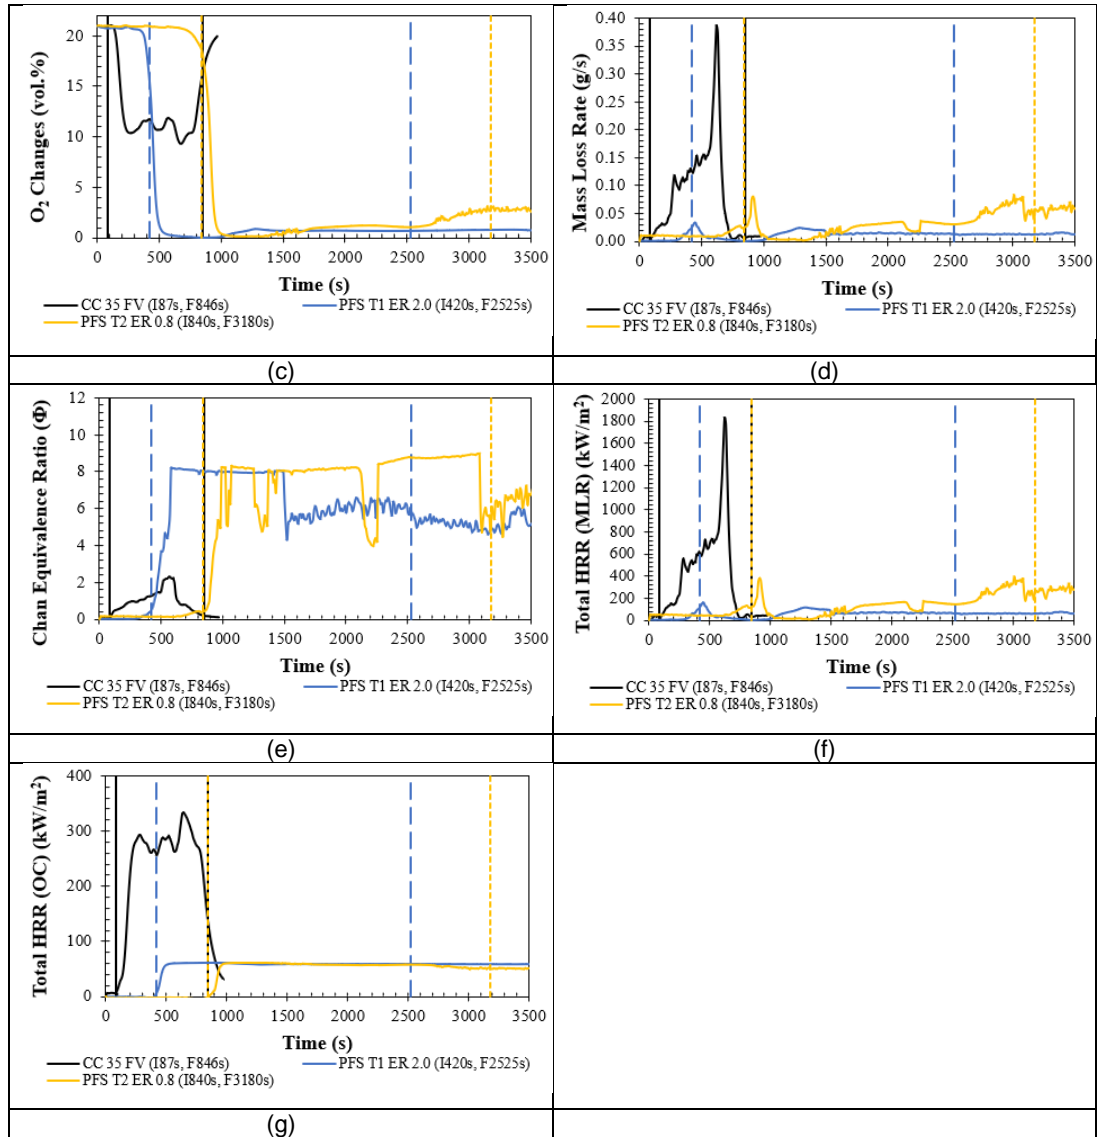 O2 Changes (vol.%)
20
15
10
5
0
0 500 1000 1500 2000 2500 3000 3500
Time (s)
CC 35 FV (I87s, F846s) PFS T1 ER 2.0 (I420s, F2525s)
PFS T2 ER 0.8 (I840s, F3180s)
(c)
Mass Loss Rate (g/s)
0.40
0.35
0.30
0.25
0.20
0.15
0.10
0.05
0.00
0 500 1000 1500 2000 2500 3000 3500
Time (s)
CC 35 FV (I87s, F846s) PFS T1 ER 2.0 (I420s, F2525s)
PFS T2 ER 0.8 (I840s, F3180s)
(d)
Chan Equivalence Ratio (Φ)
12
10
8
6
4
2
0
0 500 1000 1500 2000 2500 3000 3500
Time (s)
CC 35 FV (I87s, F846s) PFS T1 ER 2.0 (I420s, F2525s)
PFS T2 ER 0.8 (I840s, F3180s)
(e)
Total HRR (MLR) (kW/m2)
2000
1800
1600
1400
1200
1000
800
600
400
200
0
0 500 1000 1500 2000 2500 3000 3500
Time (s)
CC 35 FV (I87s, F846s) PFS T1 ER 2.0 (I420s, F2525s)
PFS T2 ER 0.8 (I840s, F3180s)
(f)
Total HRR (OC) (kW/m2)
400
300
200
100
0
0 500 1000 1500 2000 2500 3000 3500
Time (s)
CC 35 FV (I87s, F846s) PFS T1 ER 2.0 (I420s, F2525s)
PFS T2 ER 0.8 (I840s, F3180s)
(g)